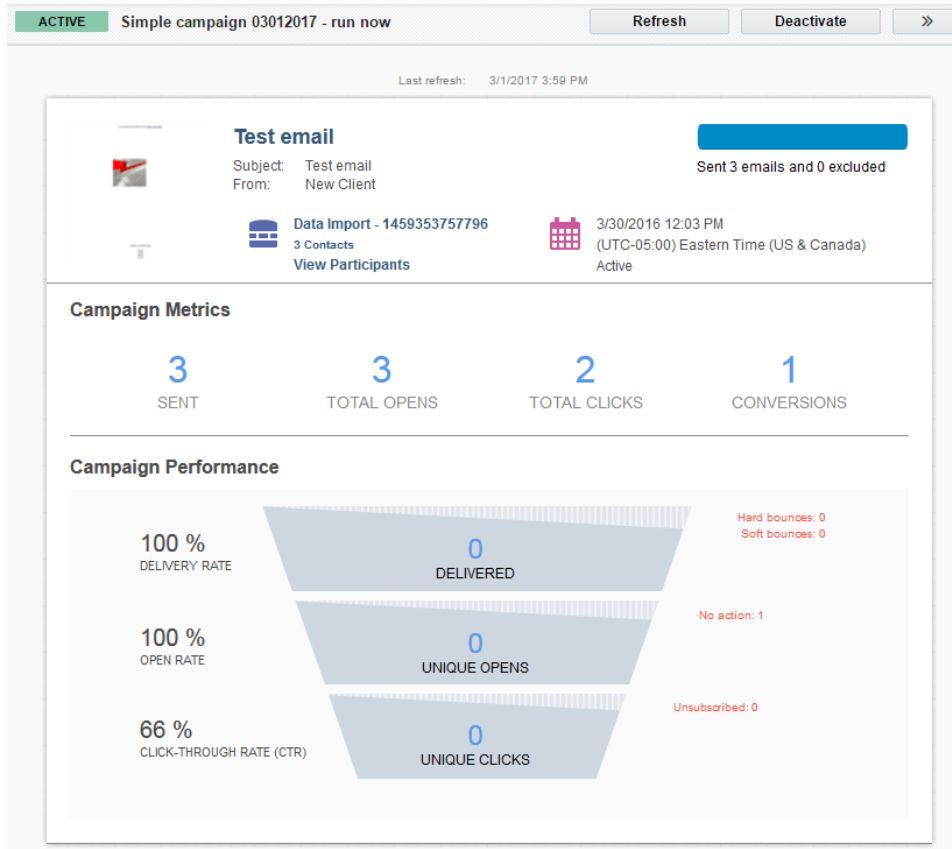 ACTIVE Simple campaign 03012017 - run now Refresh Deactivate »
Last refresh: 3/1/2017 3:59 PM
Test email
Subject: Test email
From: New Client
Sent 3 emails and 0 excluded
Data Import - 1459353757796
3 Contacts
View Participants
3/30/2016 12:03 PM
(UTC-05:00) Eastern Time (US & Canada)
Active
Campaign Metrics
3 3 2 1
SENT TOTAL OPENS TOTAL CLICKS CONVERSIONS
Campaign Performance
100 %
DELIVERY RATE
0
DELIVERED
Hard bounces: 0
Soft bounces: 0
100 %
OPEN RATE
0
UNIQUE OPENS
No action: 1
66 %
CLICK-THROUGH RATE (CTR)
0
UNIQUE CLICKS
Unsubscribed: 0